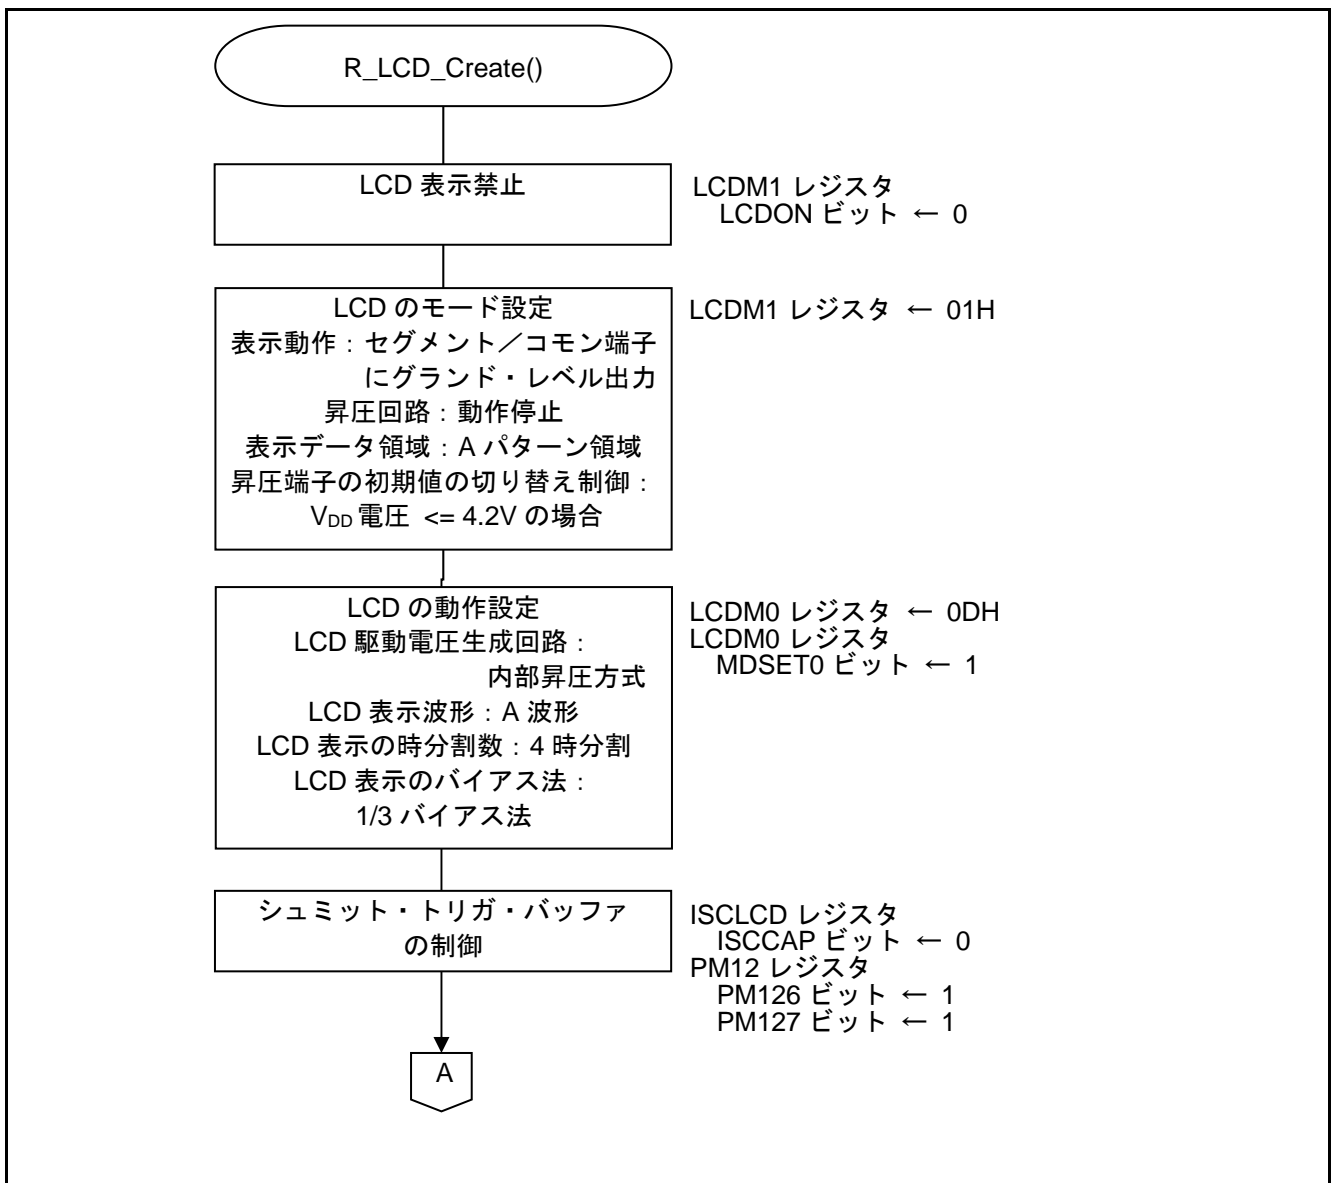 R_LCD_Create()
LCD 表示禁止
LCDM1 レジスタ
LCDON ビット ← 0
LCD のモード設定
表示動作：セグメント／コモン端子
にグランド・レベル出力
昇圧回路：動作停止
表示データ領域：A パターン領域
昇圧端子の初期値の切り替え制御：
VDD 電圧 <= 4.2V の場合
LCDM1 レジスタ ← 01H
LCD の動作設定
LCD 駆動電圧生成回路：
内部昇圧方式
LCD 表示波形：A 波形
LCD 表示の時分割数：4 時分割
LCD 表示のバイアス法：
1/3 バイアス法
LCDM0 レジスタ ← 0DH
LCDM0 レジスタ
MDSET0 ビット ← 1
シュミット・トリガ・バッファ
の制御
ISCLCD レジスタ
ISCCAP ビット ← 0
PM12 レジスタ
PM126 ビット ← 1
PM127 ビット ← 1
A